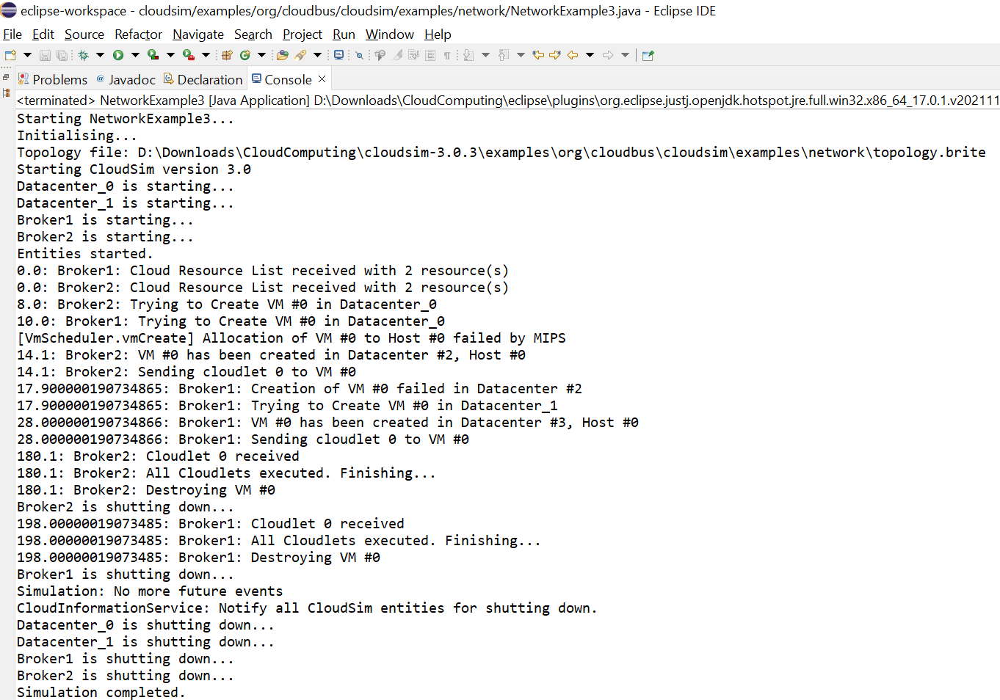 eclipse-workspace - cloudsim/examples/org/cloudbus/cloudsim/examples/network/NetworkExample3.java - Eclipse IDE
File Edit Source Refactor Navigate Search Project Run Window Help
Problems @ Javadoc Declaration Console
<terminated> NetworkExample3 [Java Application] D:\Downloads\CloudComputing\eclipse\plugins\org.eclipse.justj.openjdk.hotspot.jre.full.win32.x86_64_17.0.1.v202111
Starting NetworkExample3...
Initialising...
Topology file: D:\Downloads\CloudComputing\cloudsim-3.0.3\examples\org\cloudbus\cloudsim\examples\network\topology.brite
Starting CloudSim version 3.0
Datacenter_0 is starting...
Datacenter_1 is starting...
Broker1 is starting...
Broker2 is starting...
Entities started.
0.0: Broker1: Cloud Resource List received with 2 resource(s)
0.0: Broker2: Cloud Resource List received with 2 resource(s)
8.0: Broker2: Trying to Create VM #0 in Datacenter_0
10.0: Broker1: Trying to Create VM #0 in Datacenter_0
[VmScheduler.vmCreate] Allocation of VM #0 to Host #0 failed by MIPS
14.1: Broker2: VM #0 has been created in Datacenter #2, Host #0
14.1: Broker2: Sending cloudlet 0 to VM #0
17.900000190734865: Broker1: Creation of VM #0 failed in Datacenter #2
17.900000190734865: Broker1: Trying to Create VM #0 in Datacenter_1
28.000000190734866: Broker1: VM #0 has been created in Datacenter #3, Host #0
28.000000190734866: Broker1: Sending cloudlet 0 to VM #0
180.1: Broker2: Cloudlet 0 received
180.1: Broker2: All Cloudlets executed. Finishing...
180.1: Broker2: Destroying VM #0
Broker2 is shutting down...
198.00000019073485: Broker1: Cloudlet 0 received
198.00000019073485: Broker1: All Cloudlets executed. Finishing...
198.00000019073485: Broker1: Destroying VM #0
Broker1 is shutting down...
Simulation: No more future events
CloudInformationService: Notify all CloudSim entities for shutting down.
Datacenter_0 is shutting down...
Datacenter_1 is shutting down...
Broker1 is shutting down...
Broker2 is shutting down...
Simulation completed.